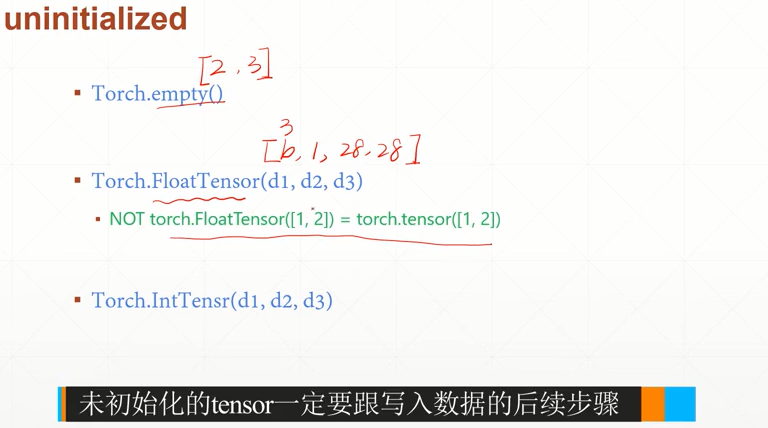 uninitialized
[2, 3]
Torch.empty()
3
[b, 1, 28, 28]
Torch.FloatTensor(d1, d2, d3)
NOT torch.FloatTensor([1, 2]) = torch.tensor([1, 2])
Torch.IntTensr(d1, d2, d3)
未初始化的tensor一定要跟写入数据的后续步骤